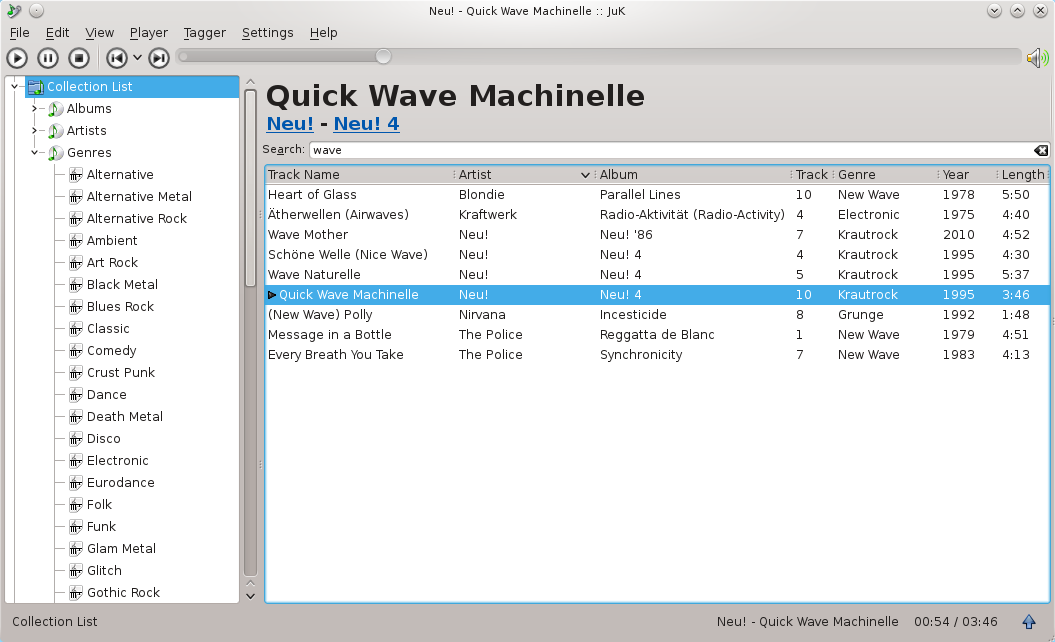 Neu! - Quick Wave Machinelle :: JuK
File Edit View Player Tagger Settings Help
Collection List
Albums
Artists
Genres
Alternative
Alternative Metal
Alternative Rock
Ambient
Art Rock
Black Metal
Blues Rock
Classic
Comedy
Crust Punk
Dance
Death Metal
Disco
Electronic
Eurodance
Folk
Funk
Glam Metal
Glitch
Gothic Rock
Quick Wave Machinelle
Neu! - Neu! 4
Search: wave
Track Name Artist Album Track Genre Year Length
Heart of Glass Blondie Parallel Lines 10 New Wave 1978 5:50
Ätherwellen (Airwaves) Kraftwerk Radio-Aktivität (Radio-Activity) 4 Electronic 1975 4:40
Wave Mother Neu! Neu! '86 7 Krautrock 2010 4:52
Schöne Welle (Nice Wave) Neu! Neu! 4 4 Krautrock 1995 4:30
Wave Naturelle Neu! Neu! 4 5 Krautrock 1995 5:37
Quick Wave Machinelle Neu! Neu! 4 10 Krautrock 1995 3:46
(New Wave) Polly Nirvana Incesticide 8 Grunge 1992 1:48
Message in a Bottle The Police Reggatta de Blanc 1 New Wave 1979 4:51
Every Breath You Take The Police Synchronicity 7 New Wave 1983 4:13
Collection List
Neu! - Quick Wave Machinelle 00:54 / 03:46